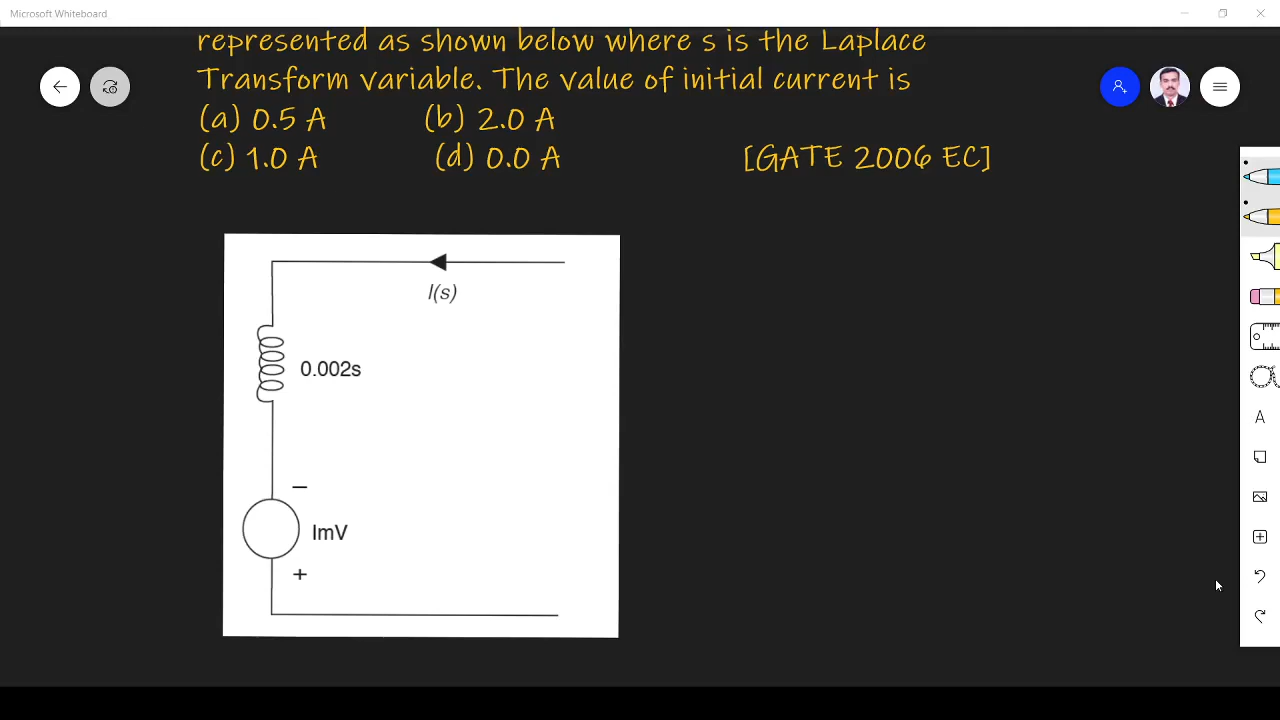 Microsoft Whiteboard
represented as shown below where s is the Laplace
Transform variable. The value of initial current is
(a) 0.5 A (b) 2.0 A
(c) 1.0 A (d) 0.0 A [GATE 2006 EC]
I(s)
0.002s
−
ImV
+
A